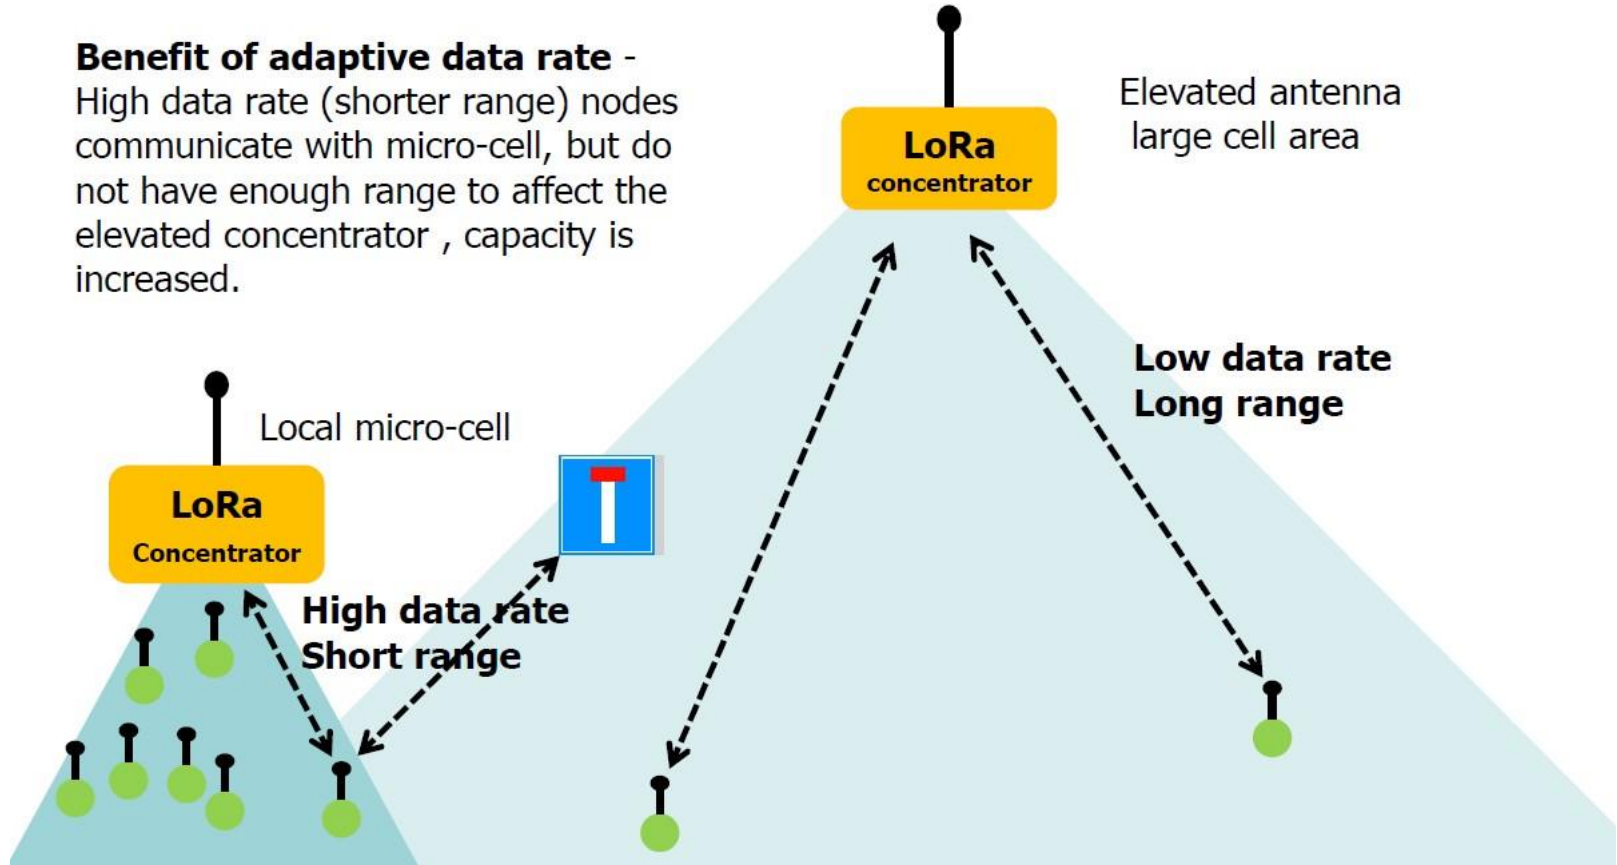 Benefit of adaptive data rate -
High data rate (shorter range) nodes
communicate with micro-cell, but do
not have enough range to affect the
elevated concentrator , capacity is
increased.
LoRa
concentrator
Elevated antenna
large cell area
Low data rate
Long range
Local micro-cell
LoRa
Concentrator
High data rate
Short range